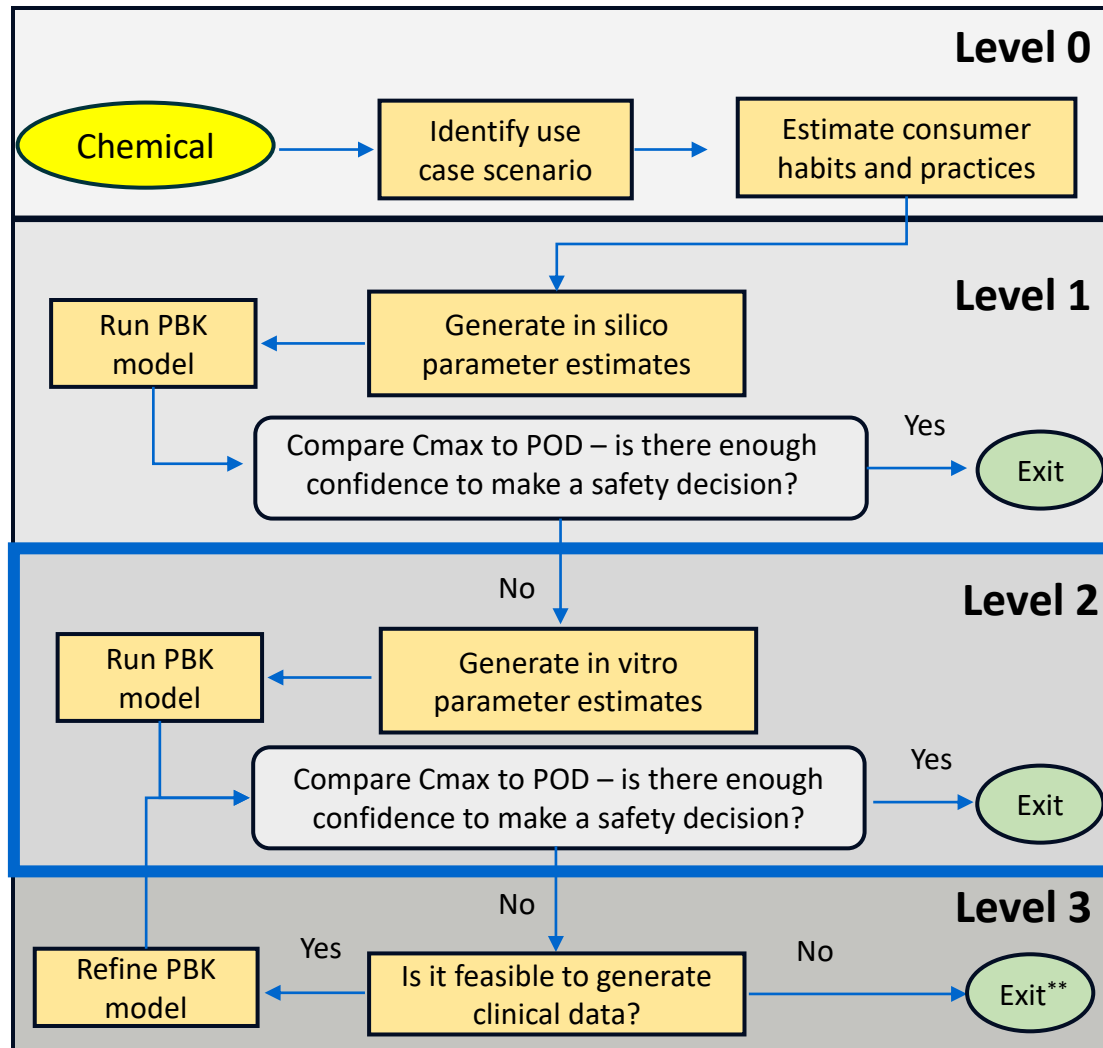 Level 0
Chemical
Identify use
case scenario
Estimate consumer
habits and practices
Level 1
Run PBK
model
Generate in silico
parameter estimates
Compare Cmax to POD – is there enough
confidence to make a safety decision?
Yes
Exit
No
Level 2
Run PBK
model
Generate in vitro
parameter estimates
Compare Cmax to POD – is there enough
confidence to make a safety decision?
Yes
Exit
No
Level 3
Refine PBK
model
Yes
Is it feasible to generate
clinical data?
No
Exit**